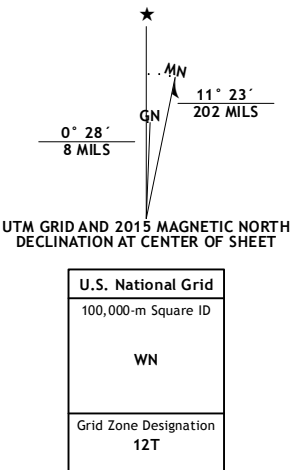 ★
MN
GN
11° 23´
202 MILS
0° 28´
8 MILS
UTM GRID AND 2015 MAGNETIC NORTH
DECLINATION AT CENTER OF SHEET
U.S. National Grid
100,000-m Square ID
WN
Grid Zone Designation
12T